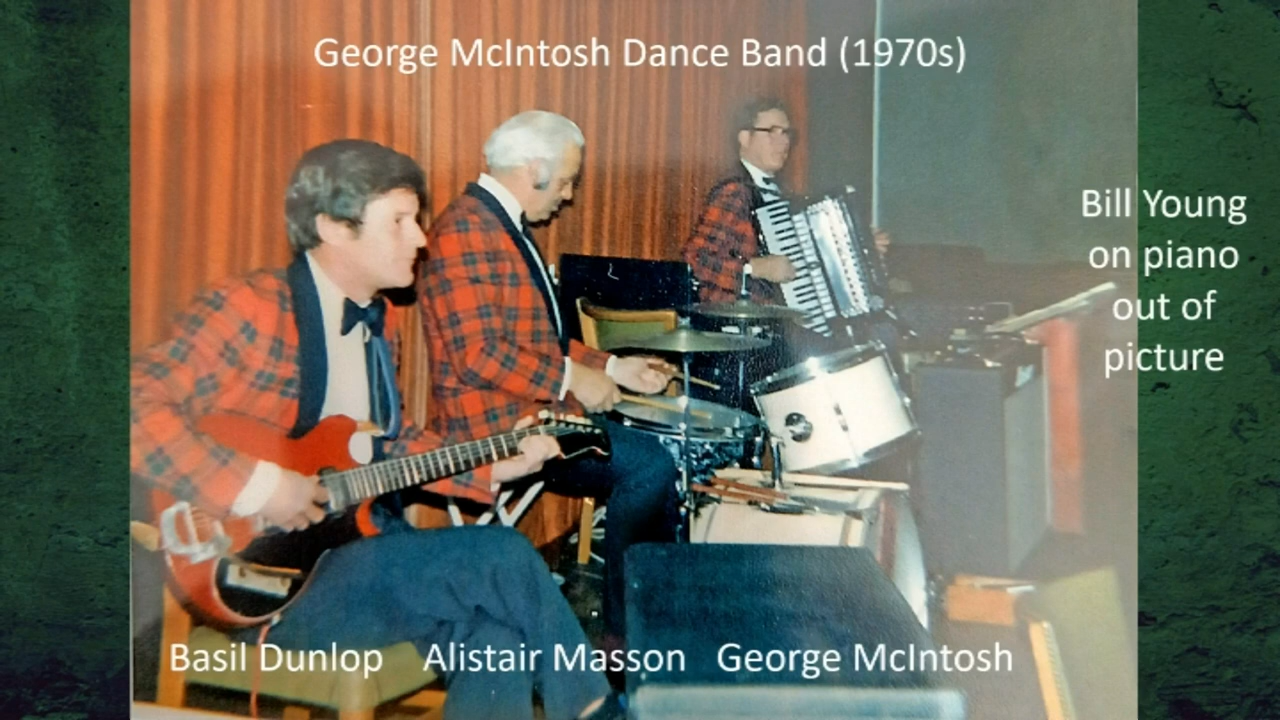 George McIntosh Dance Band (1970s)
Bill Young
on piano
out of
picture
Basil Dunlop Alistair Masson George McIntosh